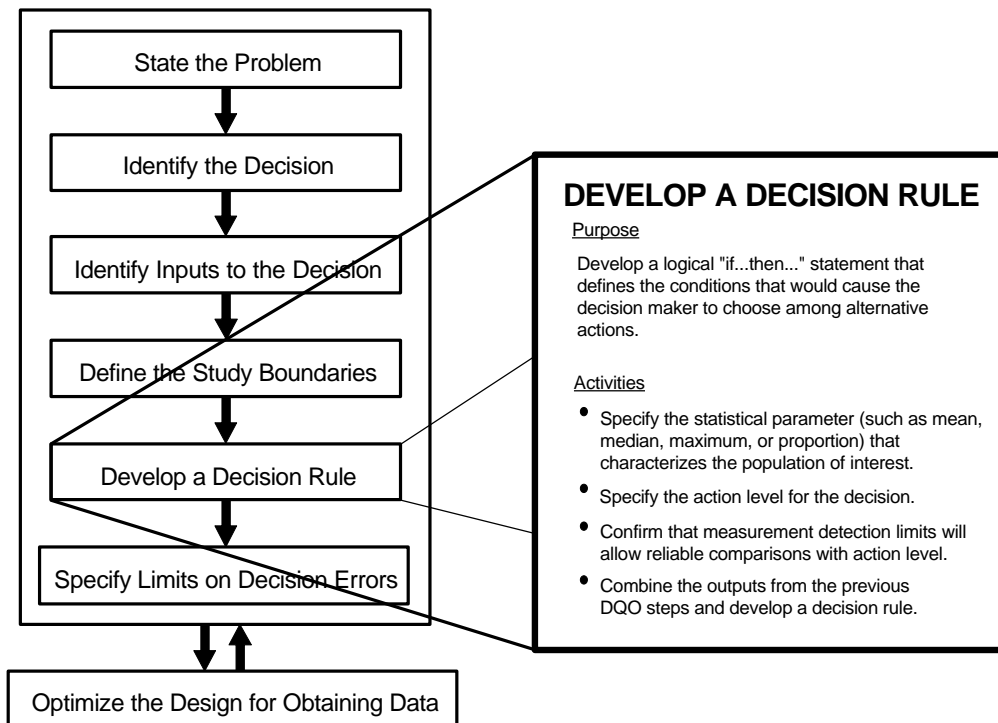 State the Problem
Identify the Decision
Identify Inputs to the Decision
Define the Study Boundaries
Develop a Decision Rule
Specify Limits on Decision Errors
Optimize the Design for Obtaining Data
DEVELOP A DECISION RULE
Purpose
Develop a logical "if...then..." statement that
defines the conditions that would cause the
decision maker to choose among alternative
actions.
Activities
• Specify the statistical parameter (such as mean,
median, maximum, or proportion) that
characterizes the population of interest.
• Specify the action level for the decision.
• Confirm that measurement detection limits will
allow reliable comparisons with action level.
• Combine the outputs from the previous
DQO steps and develop a decision rule.